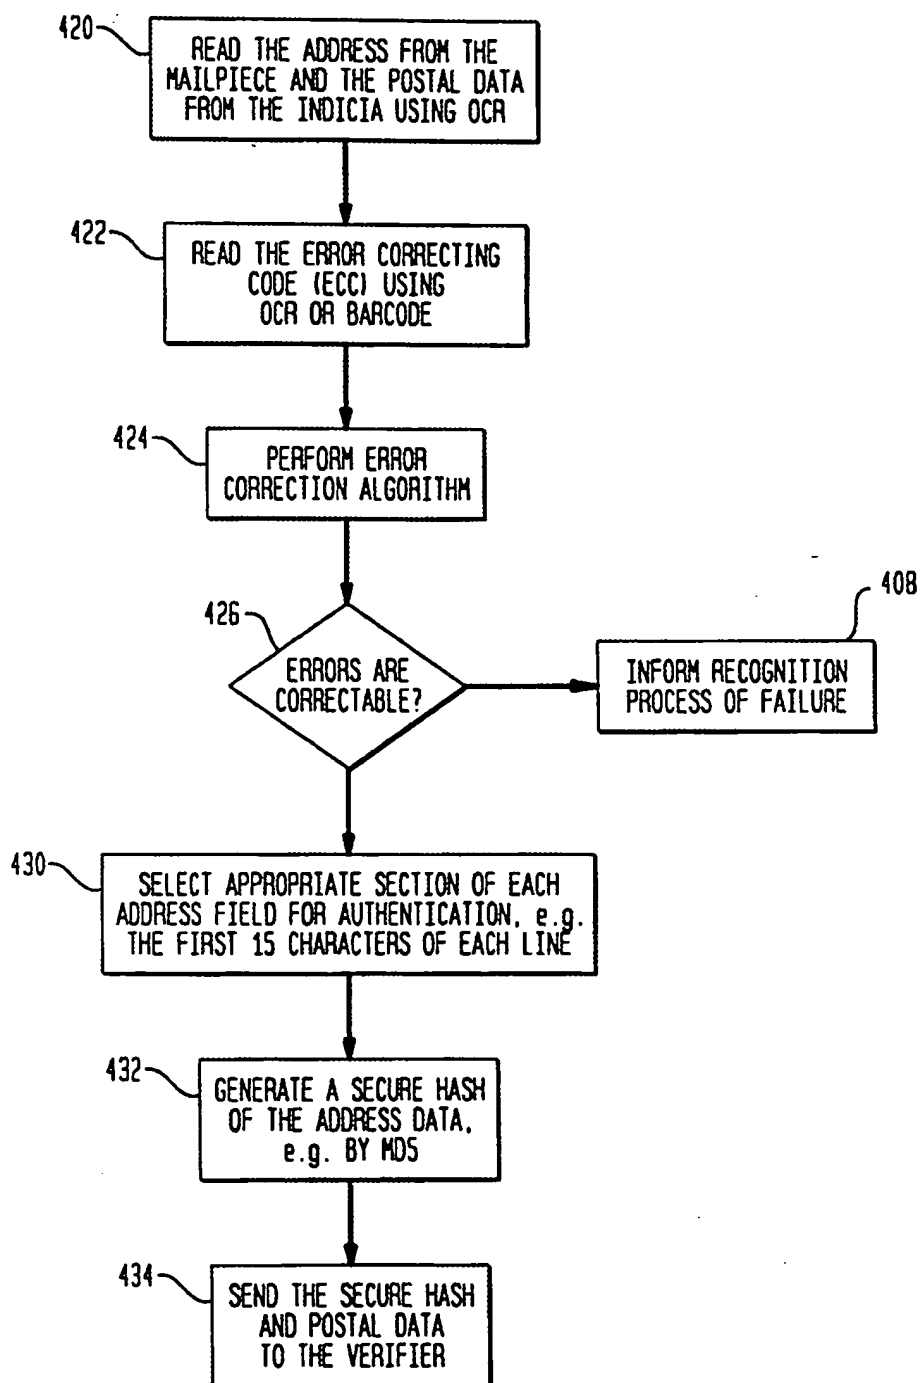 420
READ THE ADDRESS FROM THE
MAILPIECE AND THE POSTAL DATA
FROM THE INDICIA USING OCR
422
READ THE ERROR CORRECTING
CODE (ECC) USING
OCR OR BARCODE
424
PERFORM ERROR
CORRECTION ALGORITHM
426
ERRORS ARE
CORRECTABLE?
408
INFORM RECOGNITION
PROCESS OF FAILURE
430
SELECT APPROPRIATE SECTION OF EACH
ADDRESS FIELD FOR AUTHENTICATION, e.g.
THE FIRST 15 CHARACTERS OF EACH LINE
432
GENERATE A SECURE HASH
OF THE ADDRESS DATA,
e.g. BY MD5
434
SEND THE SECURE HASH
AND POSTAL DATA
TO THE VERIFIER